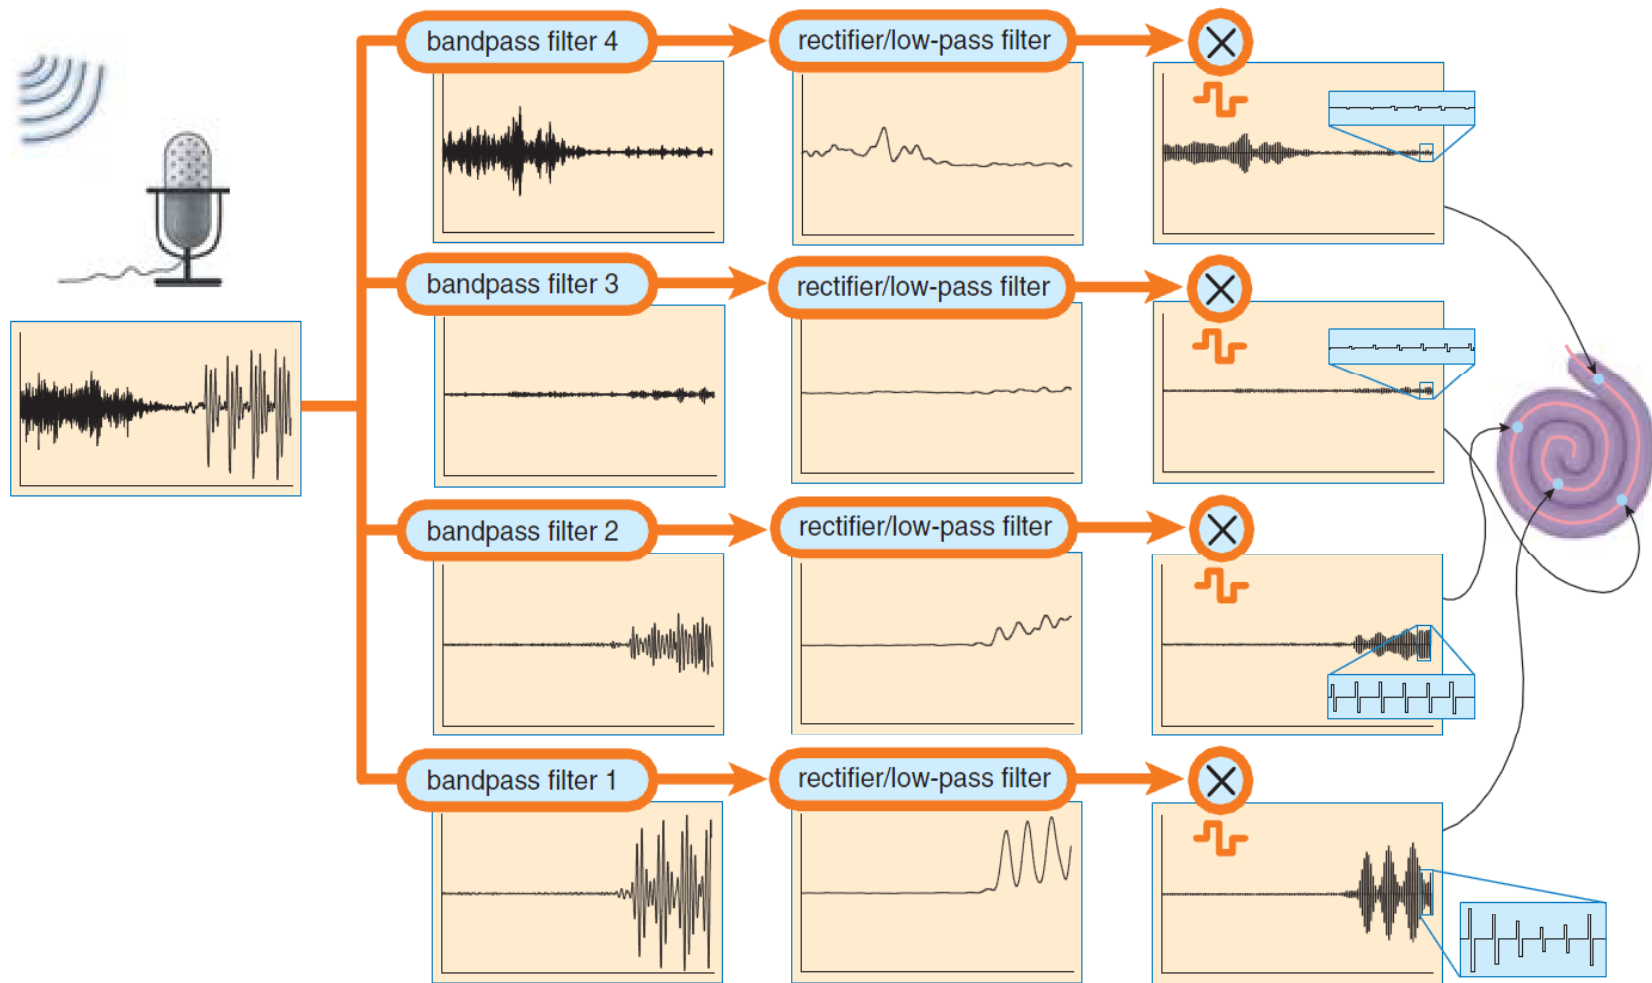 bandpass filter 4
rectifier/low-pass filter
bandpass filter 3
rectifier/low-pass filter
bandpass filter 2
rectifier/low-pass filter
bandpass filter 1
rectifier/low-pass filter